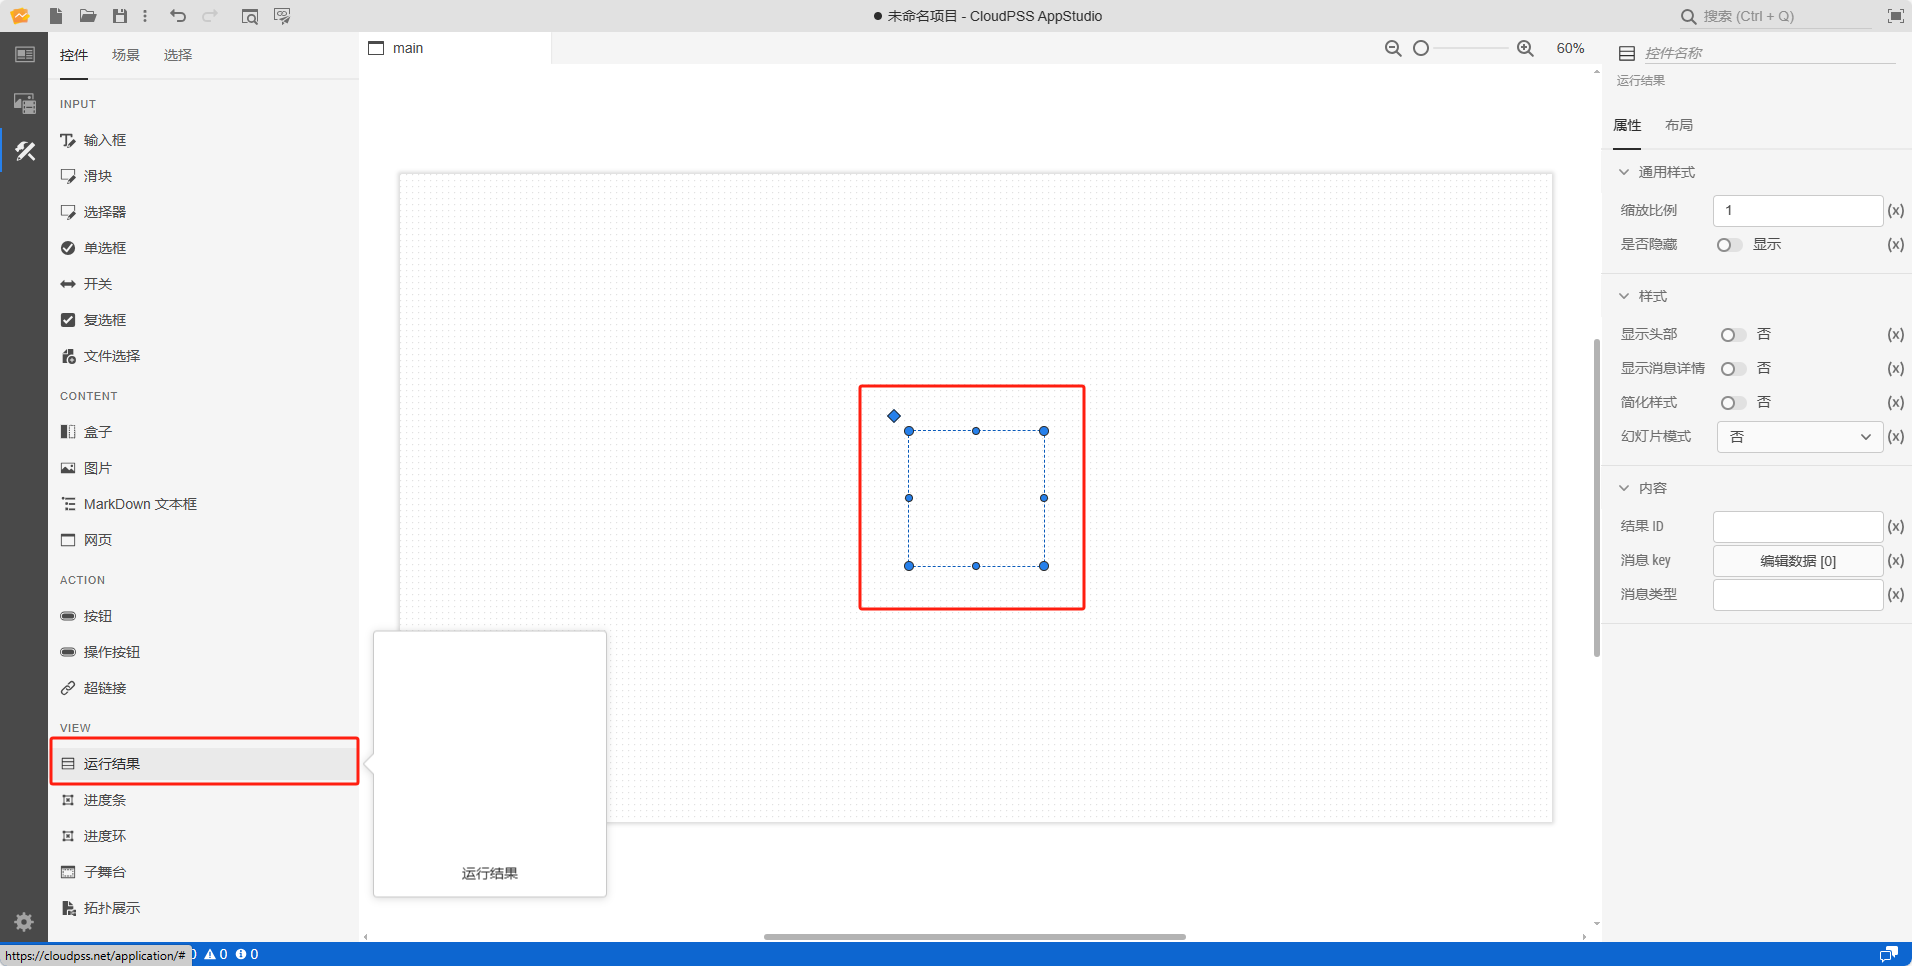 ● 未命名项目 - CloudPSS AppStudio
搜索 (Ctrl + Q)
控件 场景 选择
main
60%
控件名称
运行结果
属性 布局
INPUT
输入框
滑块
选择器
单选框
开关
复选框
文件选择
CONTENT
盒子
图片
MarkDown 文本框
网页
ACTION
按钮
操作按钮
超链接
VIEW
运行结果
进度条
进度环
子舞台
拓扑展示
运行结果
通用样式
缩放比例 1 (x)
是否隐藏 显示 (x)
样式
显示头部 否 (x)
显示消息详情 否 (x)
简化样式 否 (x)
幻灯片模式 否 (x)
内容
结果 ID (x)
消息 key 编辑数据 [0] (x)
消息类型 (x)
https://cloudpss.net/application/# 0 0